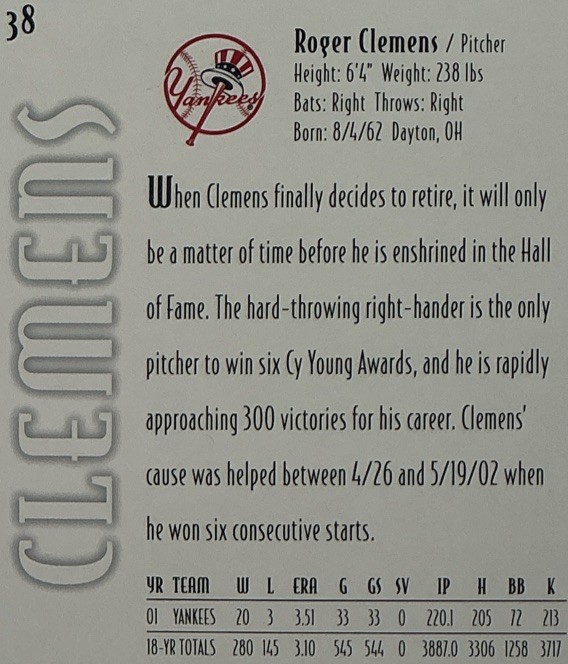 38
CLEMENS
Yankees
Roger Clemens / Pitcher
Height: 6'4" Weight: 238 lbs
Bats: Right Throws: Right
Born: 8/4/62 Dayton, OH
When Clemens finally decides to retire, it will only
be a matter of time before he is enshrined in the Hall
of Fame. The hard-throwing right-hander is the only
pitcher to win six Cy Young Awards, and he is rapidly
approaching 300 victories for his career. Clemens'
cause was helped between 4/26 and 5/19/02 when
he won six consecutive starts.
YR TEAM W L ERA G GS SV IP H BB K
01 YANKEES 20 3 3.51 33 33 0 220.1 205 72 213
18-YR TOTALS 280 145 3.10 545 544 0 3887.0 3306 1258 3717